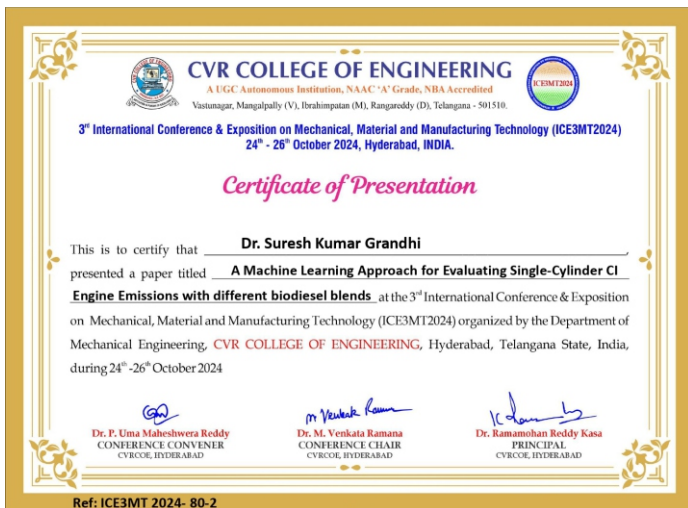 CVR COLLEGE OF ENGINEERING
A UGC Autonomous Institution, NAAC ‘A’ Grade, NBA Accredited
Vastunagar, Mangalpally (V), Ibrahimpatan (M), Rangareddy (D), Telangana - 501510.
ICE3MT2024
3rd International Conference & Exposition on Mechanical, Material and Manufacturing Technology (ICE3MT2024)
24th - 26th October 2024, Hyderabad, INDIA.
Certificate of Presentation
This is to certify that Dr. Suresh Kumar Grandhi,
presented a paper titled A Machine Learning Approach for Evaluating Single-Cylinder CI
Engine Emissions with different biodiesel blends at the 3rd International Conference & Exposition
on Mechanical, Material and Manufacturing Technology (ICE3MT2024) organized by the Department of
Mechanical Engineering, CVR COLLEGE OF ENGINEERING, Hyderabad, Telangana State, India,
during 24th -26th October 2024
M Venkata Ramana
Dr. P. Uma Maheshwera Reddy
CONFERENCE CONVENER
CVRCOE, HYDERABAD
Dr. M. Venkata Ramana
CONFERENCE CHAIR
CVRCOE, HYDERABAD
Dr. Ramamohan Reddy Kasa
PRINCIPAL
CVRCOE, HYDERABAD
Ref: ICE3MT 2024- 80-2